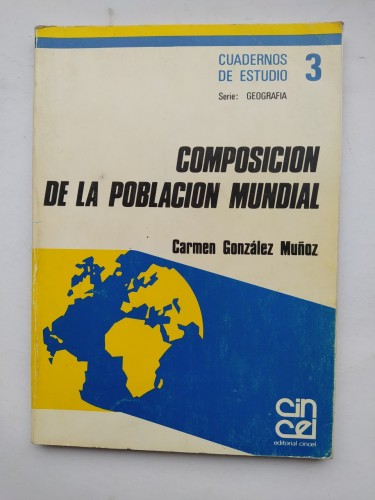 CUADERNOS
DE ESTUDIO 3
Serie: GEOGRAFIA
COMPOSICION
DE LA POBLACION MUNDIAL
Carmen González Muñoz
cin
cel
editorial cincel